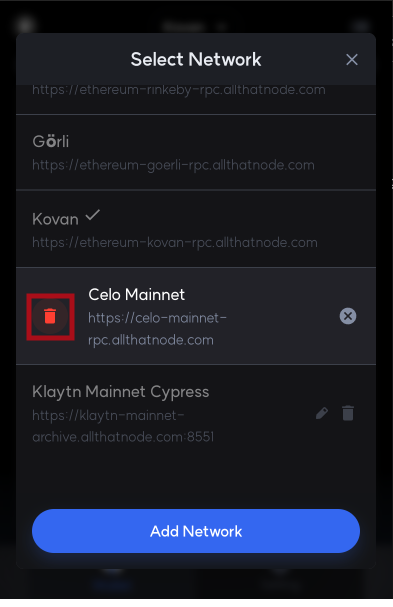 Select Network
https://ethereum-rinkeby-rpc.allthatnode.com
Görli
https://ethereum-goerli-rpc.allthatnode.com
Kovan
https://ethereum-kovan-rpc.allthatnode.com
Celo Mainnet
https://celo-mainnet-
rpc.allthatnode.com
Klaytn Mainnet Cypress
https://klaytn-mainnet-
archive.allthatnode.com:8551
Add Network